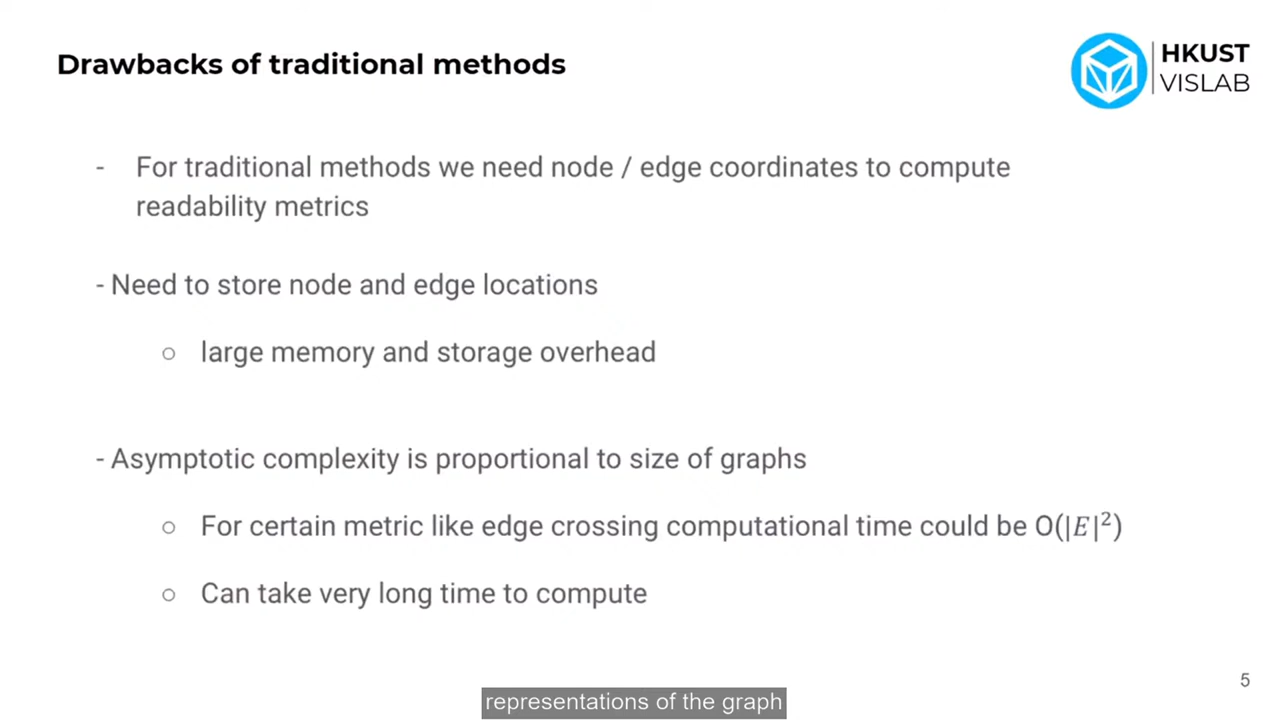 Drawbacks of traditional methods
HKUST
VISLAB
- For traditional methods we need node / edge coordinates to compute
readability metrics
- Need to store node and edge locations
○ large memory and storage overhead
- Asymptotic complexity is proportional to size of graphs
○ For certain metric like edge crossing computational time could be O(|E|²)
○ Can take very long time to compute
5
representations of the graph